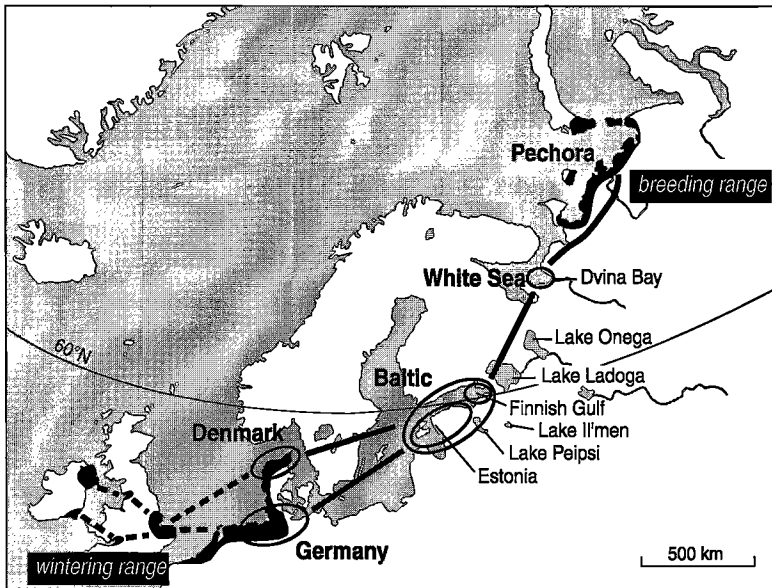 Pechora
breeding range
White Sea
Dvina Bay
Lake Onega
60°N
Baltic
Lake Ladoga
Finnish Gulf
Denmark
Lake Il'men
Lake Peipsi
Estonia
Germany
500 km
wintering range